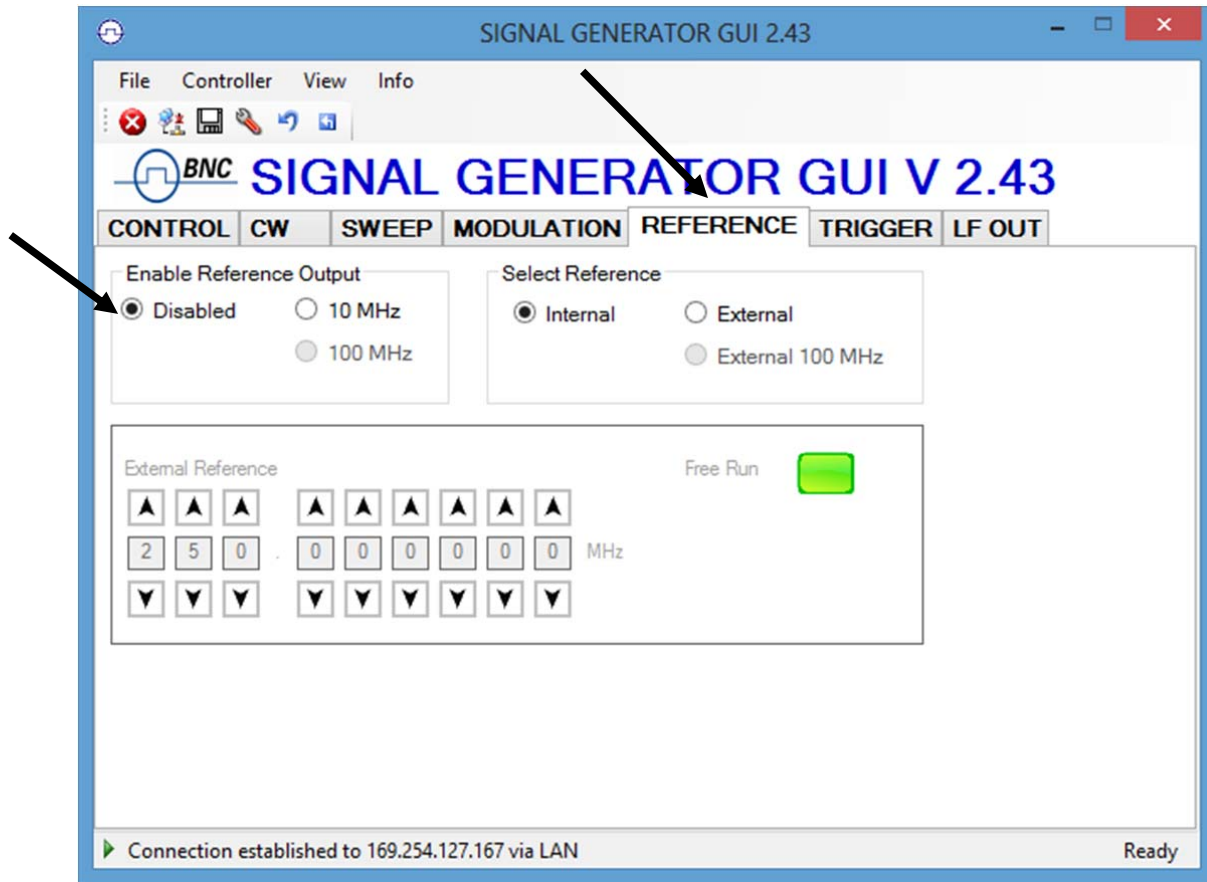 SIGNAL GENERATOR GUI 2.43
File Controller View Info
BNC SIGNAL GENERATOR GUI V 2.43
CONTROL CW SWEEP MODULATION REFERENCE TRIGGER LF OUT
Enable Reference Output Select Reference
Disabled 10 MHz Internal External
100 MHz External 100 MHz
External Reference Free Run
2 5 0 . 0 0 0 0 0 0 MHz
Connection established to 169.254.127.167 via LAN Ready